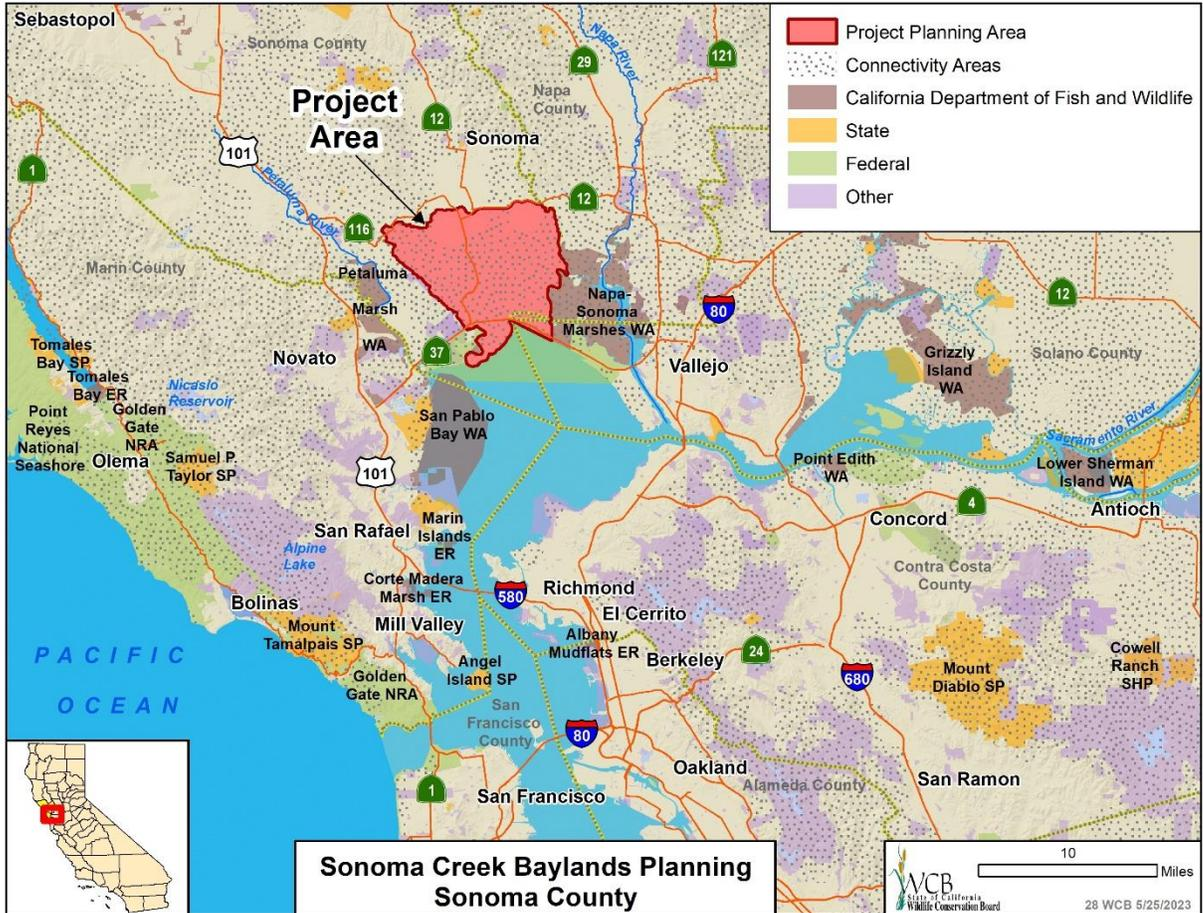 Sebastopol
Sonoma County
29
Napa River
121
Napa
County
Project
Area
12
Sonoma
101
1
Petaluma River
12
116
Marin County
Petaluma
Marsh
WA
Napa-
Sonoma
Marshes WA
80
12
37
Novato
Vallejo
Grizzly
Island
WA
Solano County
Tomales
Bay SP
Tomales
Bay ER
Nicasio
Reservoir
Point
Reyes
National
Seashore
Golden
Gate
NRA
Olema
Samuel P.
Taylor SP
San Pablo
Bay WA
101
Sacramento River
Point Edith
WA
Lower Sherman
Island WA
Antioch
4
Concord
San Rafael
Marin
Islands
ER
Alpine
Lake
Contra Costa
County
Corte Madera
Marsh ER
580
Richmond
El Cerrito
Bolinas
Mount
Tamalpais SP
Mill Valley
Albany
Mudflats ER
Berkeley
24
PACIFIC
OCEAN
Golden
Gate NRA
Angel
Island SP
680
Mount
Diablo SP
Cowell
Ranch
SHP
San
Francisco
County
80
Oakland
Alameda County
San Ramon
1
San Francisco
Project Planning Area
Connectivity Areas
California Department of Fish and Wildlife
State
Federal
Other
Sonoma Creek Baylands Planning
Sonoma County
WCB
State of California
Wildlife Conservation Board
10
Miles
28 WCB 5/25/2023